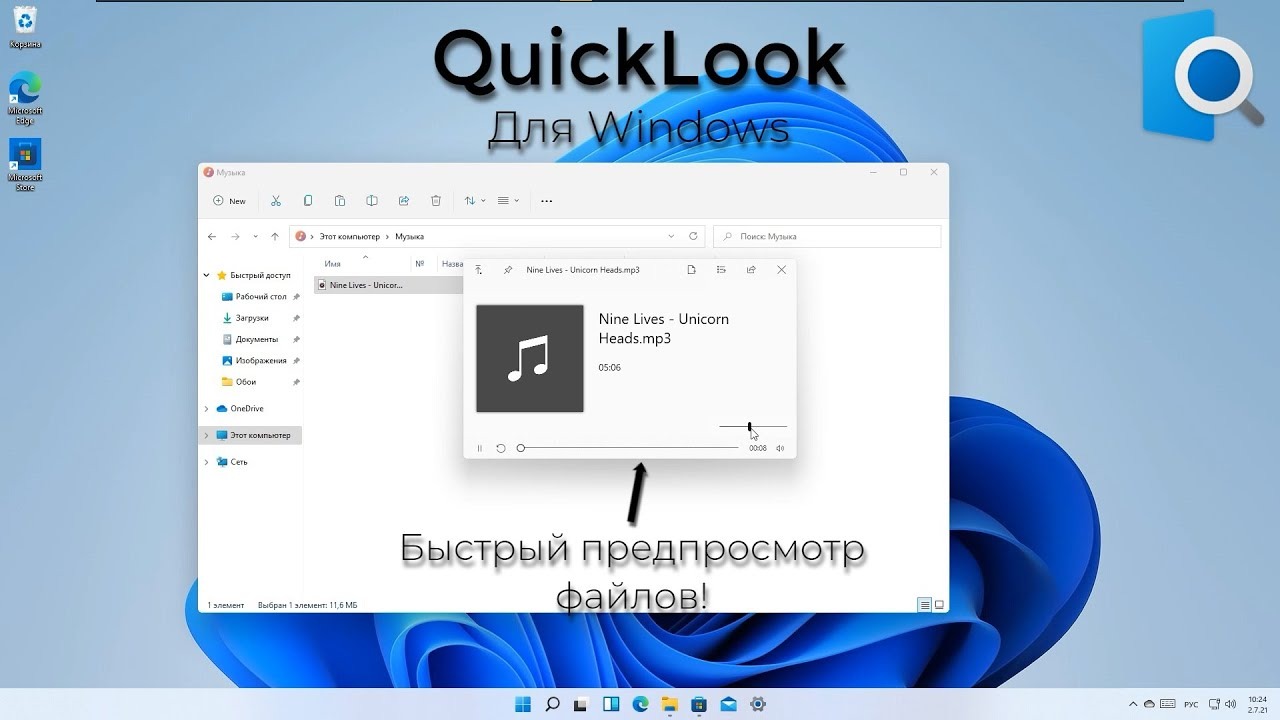 QuickLook
Для Windows
Корзина
Microsoft
Edge
Microsoft
Store
Музыка
New
Этот компьютер > Музыка
Поиск: Музыка
Имя № Назва
Быстрый доступ
Рабочий стол
Загрузки
Документы
Изображения
Обои
OneDrive
Этот компьютер
Сеть
Nine Lives - Unicor...
Nine Lives - Unicorn Heads.mp3
Nine Lives - Unicorn
Heads.mp3
05:06
00:08
Быстрый предпросмотр
файлов!
1 элемент Выбран 1 элемент: 11,6 МБ
РУС
10:24
2.7.21